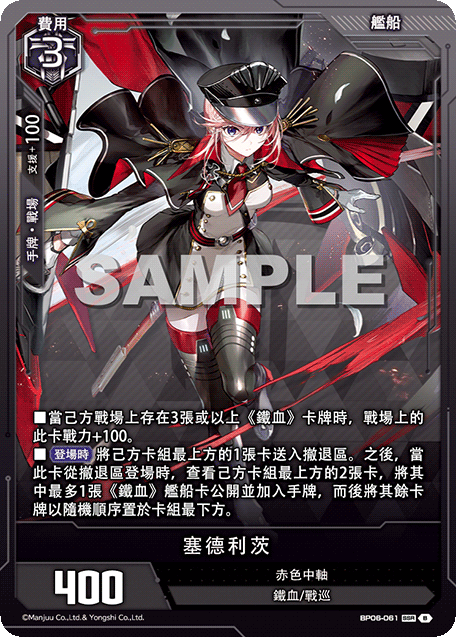 費用
艦船
3
支援+100
手牌・戰場
SAMPLE
■當己方戰場上存在3張或以上《鐵血》卡牌時，戰場上的
此卡戰力+100。
■登場時 將己方卡組最上方的1張卡送入撤退區。之後，當
此卡從撤退區登場時，查看己方卡組最上方的2張卡，將其
中最多1張《鐵血》艦船卡公開並加入手牌，而後將其餘卡
牌以隨機順序置於卡組最下方。
塞德利茨
400
赤色中軸
鐵血/戰巡
©Manjuu Co.,Ltd. & Yongshi Co.,Ltd.
BP06-061 SSR B